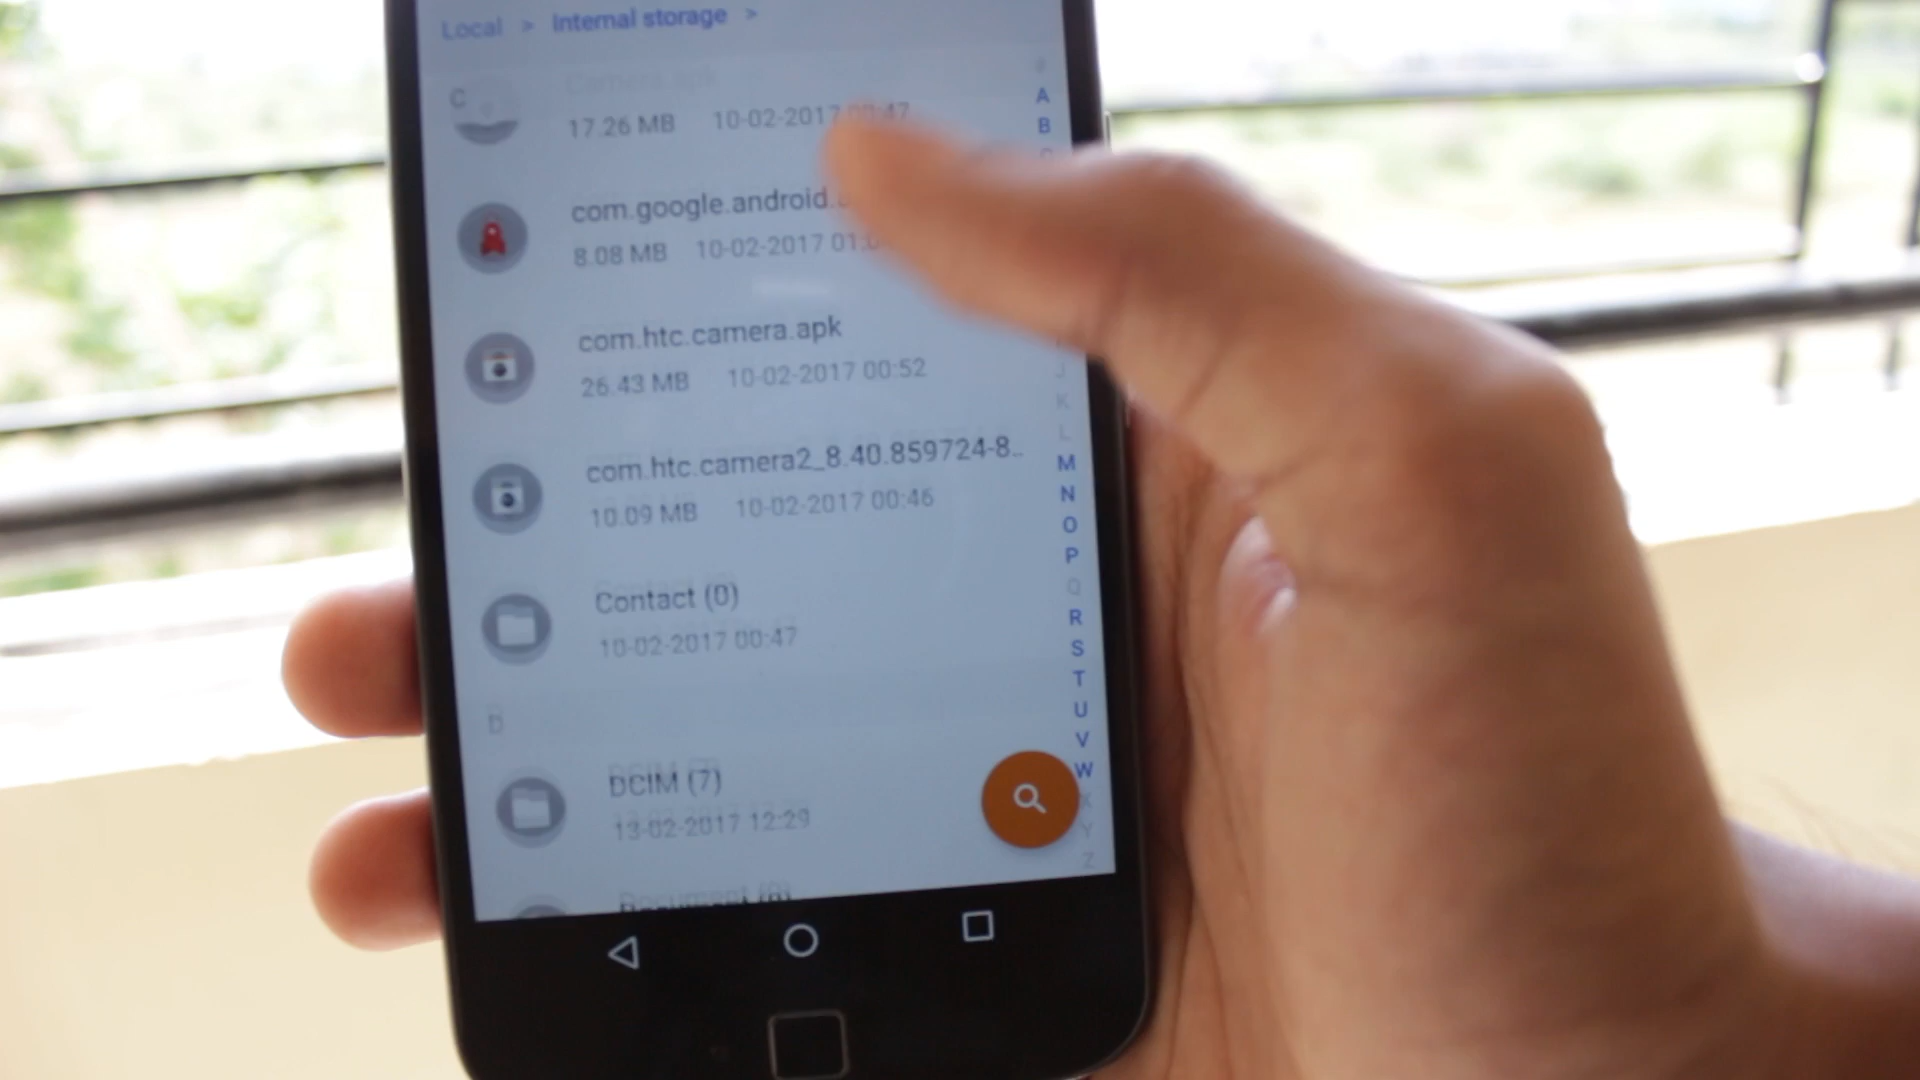 Local > Internal storage >
C
Camera.apk
17.26 MB 10-02-2017 00:47
com.google.android.
8.08 MB 10-02-2017
com.htc.camera.apk
26.43 MB 10-02-2017 00:52
com.htc.camera2_8.40.859724-8..
10.09 MB 10-02-2017 00:46
Contact (0)
10-02-2017 00:47
D
DCIM (7)
13-02-2017 12:29
Document (0)
#
A
B
C
J
K
L
M
N
O
P
Q
R
S
T
U
V
W
X
Y
Z